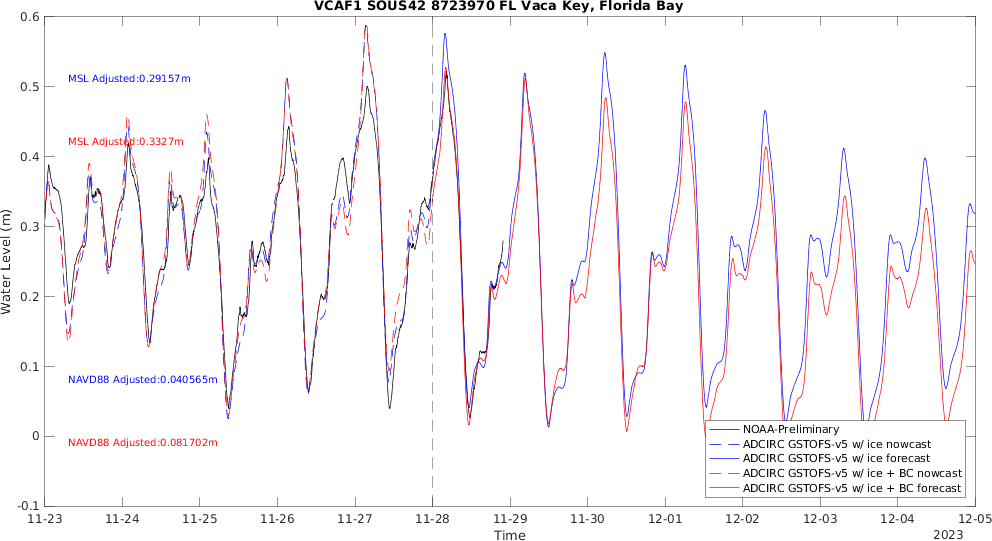 VCAF1 SOUS42 8723970 FL Vaca Key, Florida Bay
0.6
0.5
0.4
0.3
0.2
0.1
0
-0.1
Water Level (m)
MSL Adjusted:0.29157m
MSL Adjusted:0.3327m
NAVD88 Adjusted:0.040565m
NAVD88 Adjusted:0.081702m
NOAA-Preliminary
ADCIRC GSTOFS-v5 w/ ice nowcast
ADCIRC GSTOFS-v5 w/ ice forecast
ADCIRC GSTOFS-v5 w/ ice + BC nowcast
ADCIRC GSTOFS-v5 w/ ice + BC forecast
11-23 11-24 11-25 11-26 11-27 11-28 11-29 11-30 12-01 12-02 12-03 12-04 12-05
Time
2023